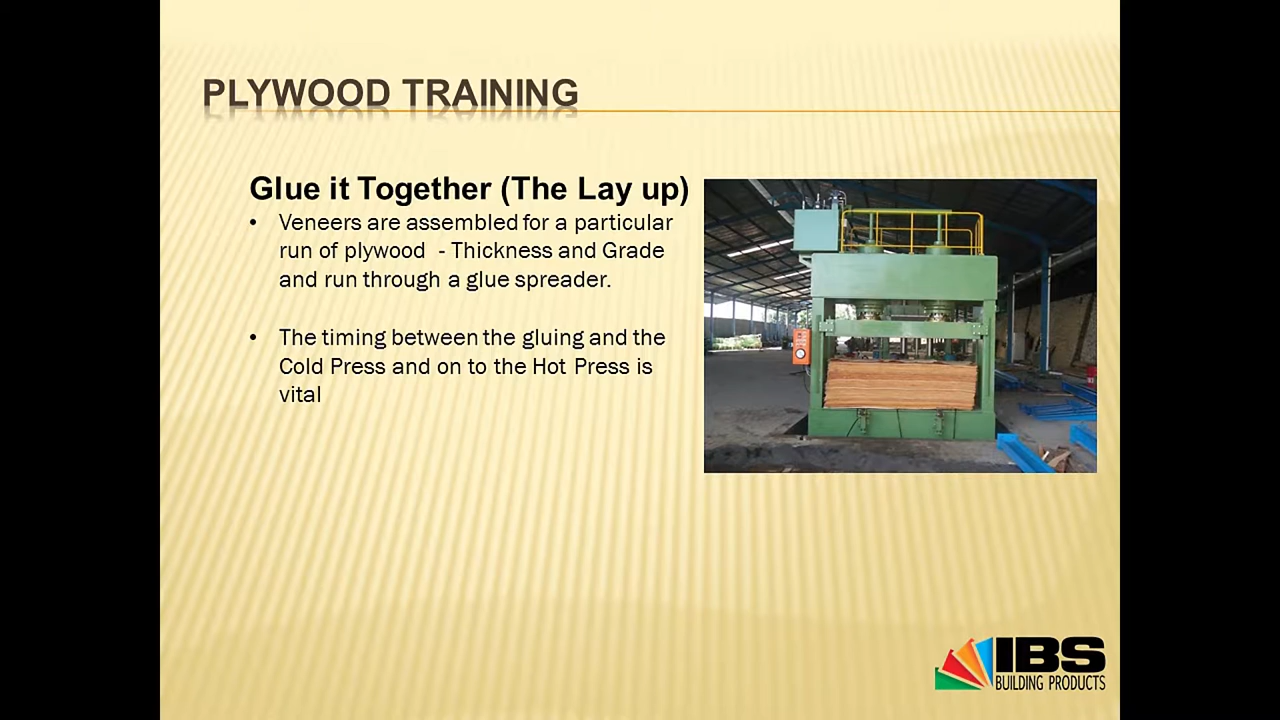 PLYWOOD TRAINING
Glue it Together (The Lay up)
• Veneers are assembled for a particular
run of plywood - Thickness and Grade
and run through a glue spreader.
• The timing between the gluing and the
Cold Press and on to the Hot Press is
vital
IBS
BUILDING PRODUCTS